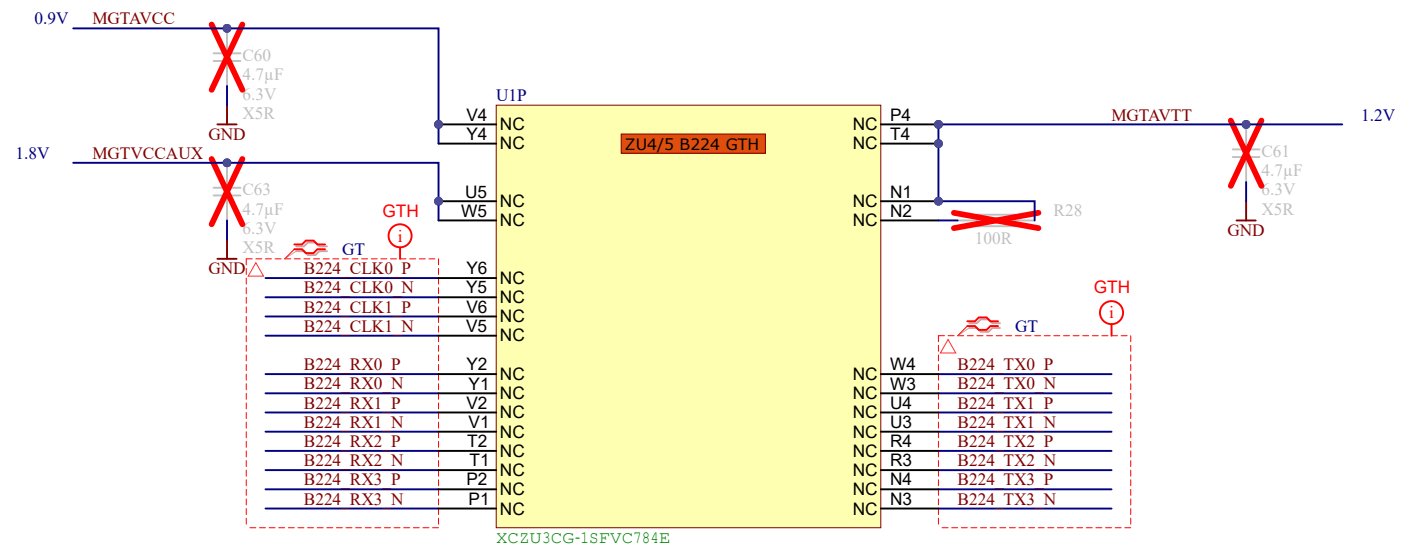 0.9V MGTAVCC
C60
4.7µF
6.3V
X5R
GND
1.8V MGTVCCAUX
C63
4.7µF
6.3V
X5R
GND
GTH
i
GT
B224_CLK0_P Y6 NC
B224_CLK0_N Y5 NC
B224_CLK1_P V6 NC
B224_CLK1_N V5 NC
B224_RX0_P Y2 NC
B224_RX0_N Y1 NC
B224_RX1_P V2 NC
B224_RX1_N V1 NC
B224_RX2_P T2 NC
B224_RX2_N T1 NC
B224_RX3_P P2 NC
B224_RX3_N P1 NC
U1P
V4 NC
Y4 NC
U5 NC
W5 NC
ZU4/5 B224 GTH
XCZU3CG-1SFVC784E
NC P4 MGTAVTT 1.2V
NC T4
NC N1
NC N2
R28
100R
C61
4.7µF
6.3V
X5R
GND
GTH
i
GT
NC W4 B224_TX0_P
NC W3 B224_TX0_N
NC U4 B224_TX1_P
NC U3 B224_TX1_N
NC R4 B224_TX2_P
NC R3 B224_TX2_N
NC N4 B224_TX3_P
NC N3 B224_TX3_N